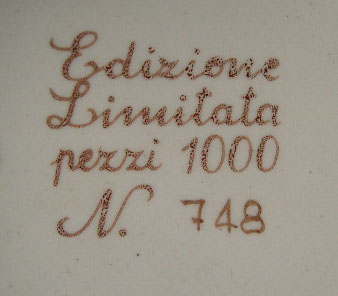 Edizione
Limitata
pezzi 1000
N. 748